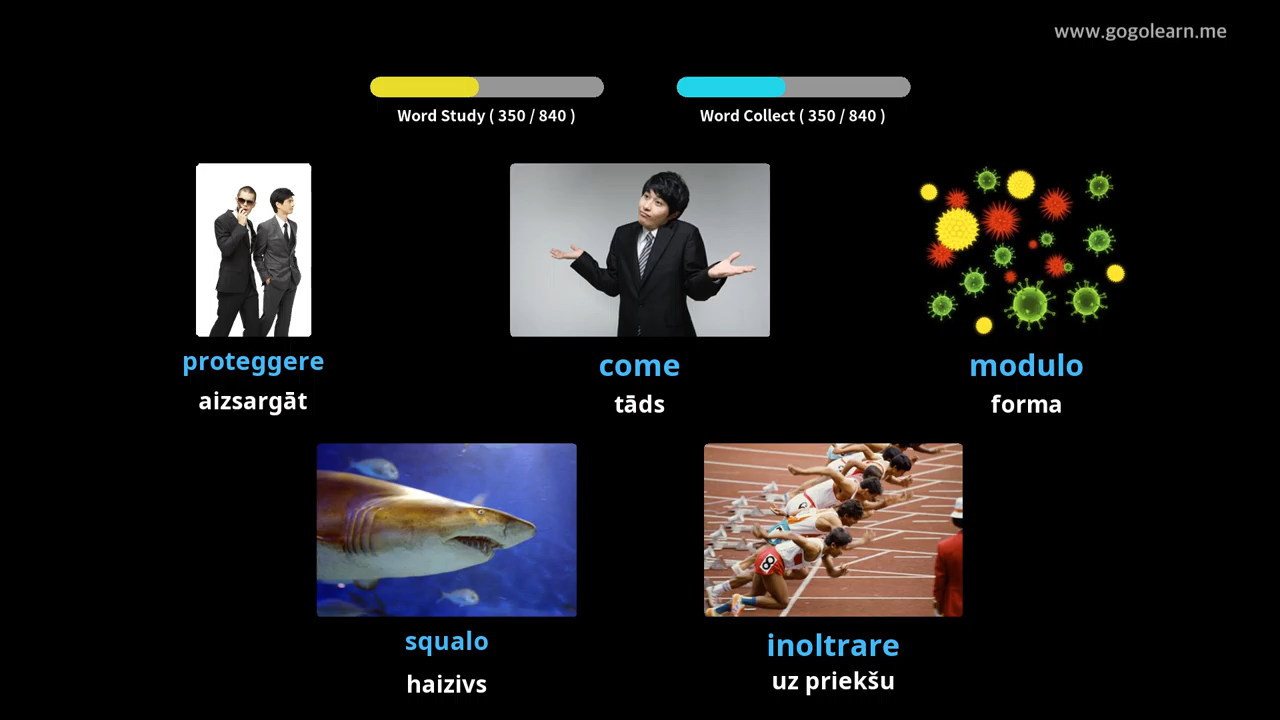 www.gogolearn.me
Word Study ( 350 / 840 )
Word Collect ( 350 / 840 )
proteggere
aizsargāt
come
tāds
modulo
forma
squalo
haizivs
inoltrare
uz priekšu